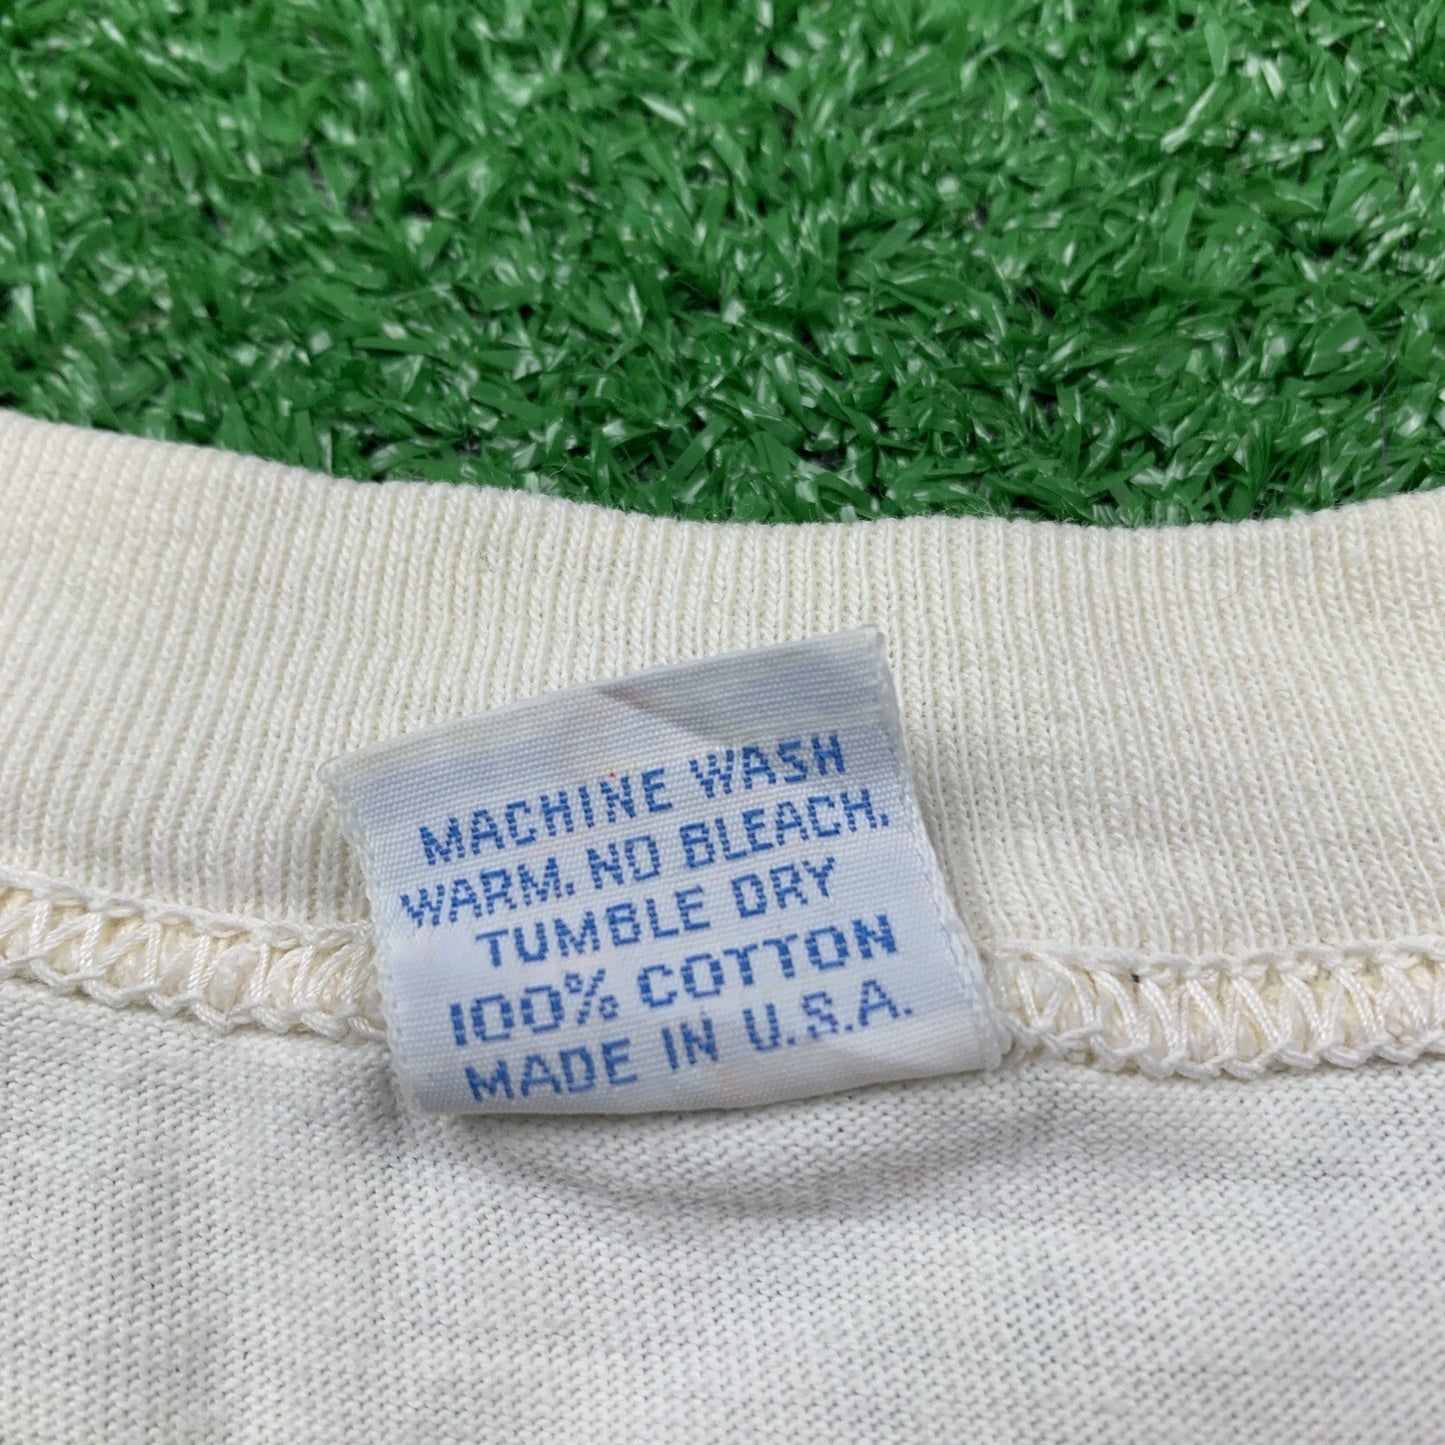 MACHINE WASH
WARM. NO BLEACH.
TUMBLE DRY
100% COTTON
MADE IN U.S.A.